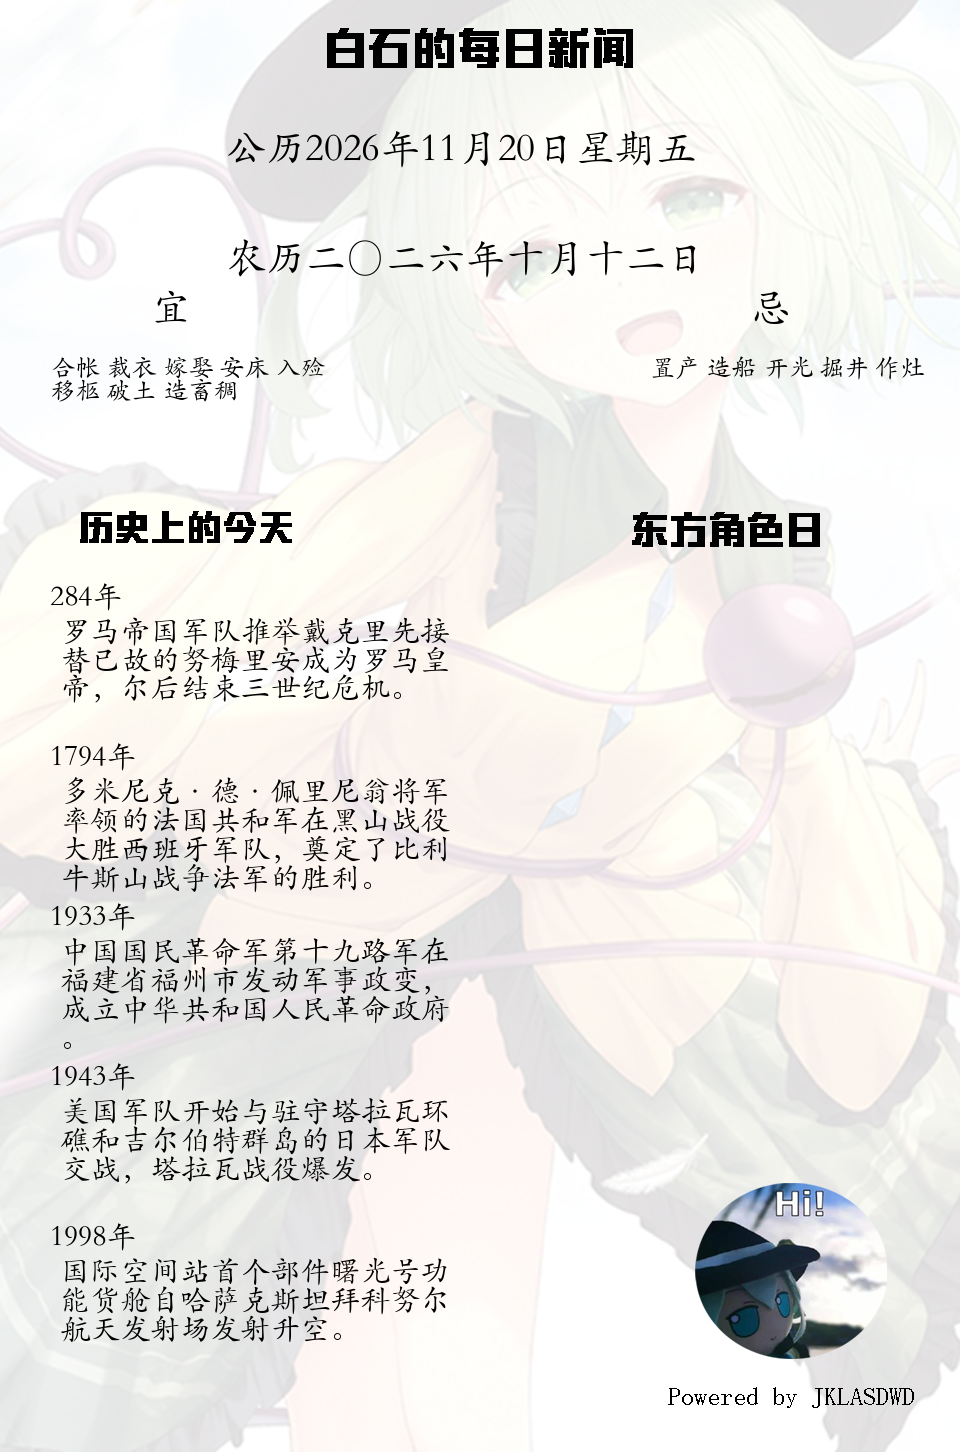 白石的每日新闻
公历2026年11月20日星期五
农历二〇二六年十月十二日
宜
忌
合帐 裁衣 嫁娶 安床 入殓
移柩 破土 造畜稠
置产 造船 开光 掘井 作灶
历史上的今天
东方角色日
284年
罗马帝国军队推举戴克里先接
替已故的努梅里安成为罗马皇
帝，尔后结束三世纪危机。
1794年
多米尼克·德·佩里尼翁将军
率领的法国共和军在黑山战役
大胜西班牙军队，奠定了比利
牛斯山战争法军的胜利。
1933年
中国国民革命军第十九路军在
福建省福州市发动军事政变，
成立中华共和国人民革命政府
。
1943年
美国军队开始与驻守塔拉瓦环
礁和吉尔伯特群岛的日本军队
交战，塔拉瓦战役爆发。
1998年
国际空间站首个部件曙光号功
能货舱自哈萨克斯坦拜科努尔
航天发射场发射升空。
Hi!
Powered by JKLASDWD